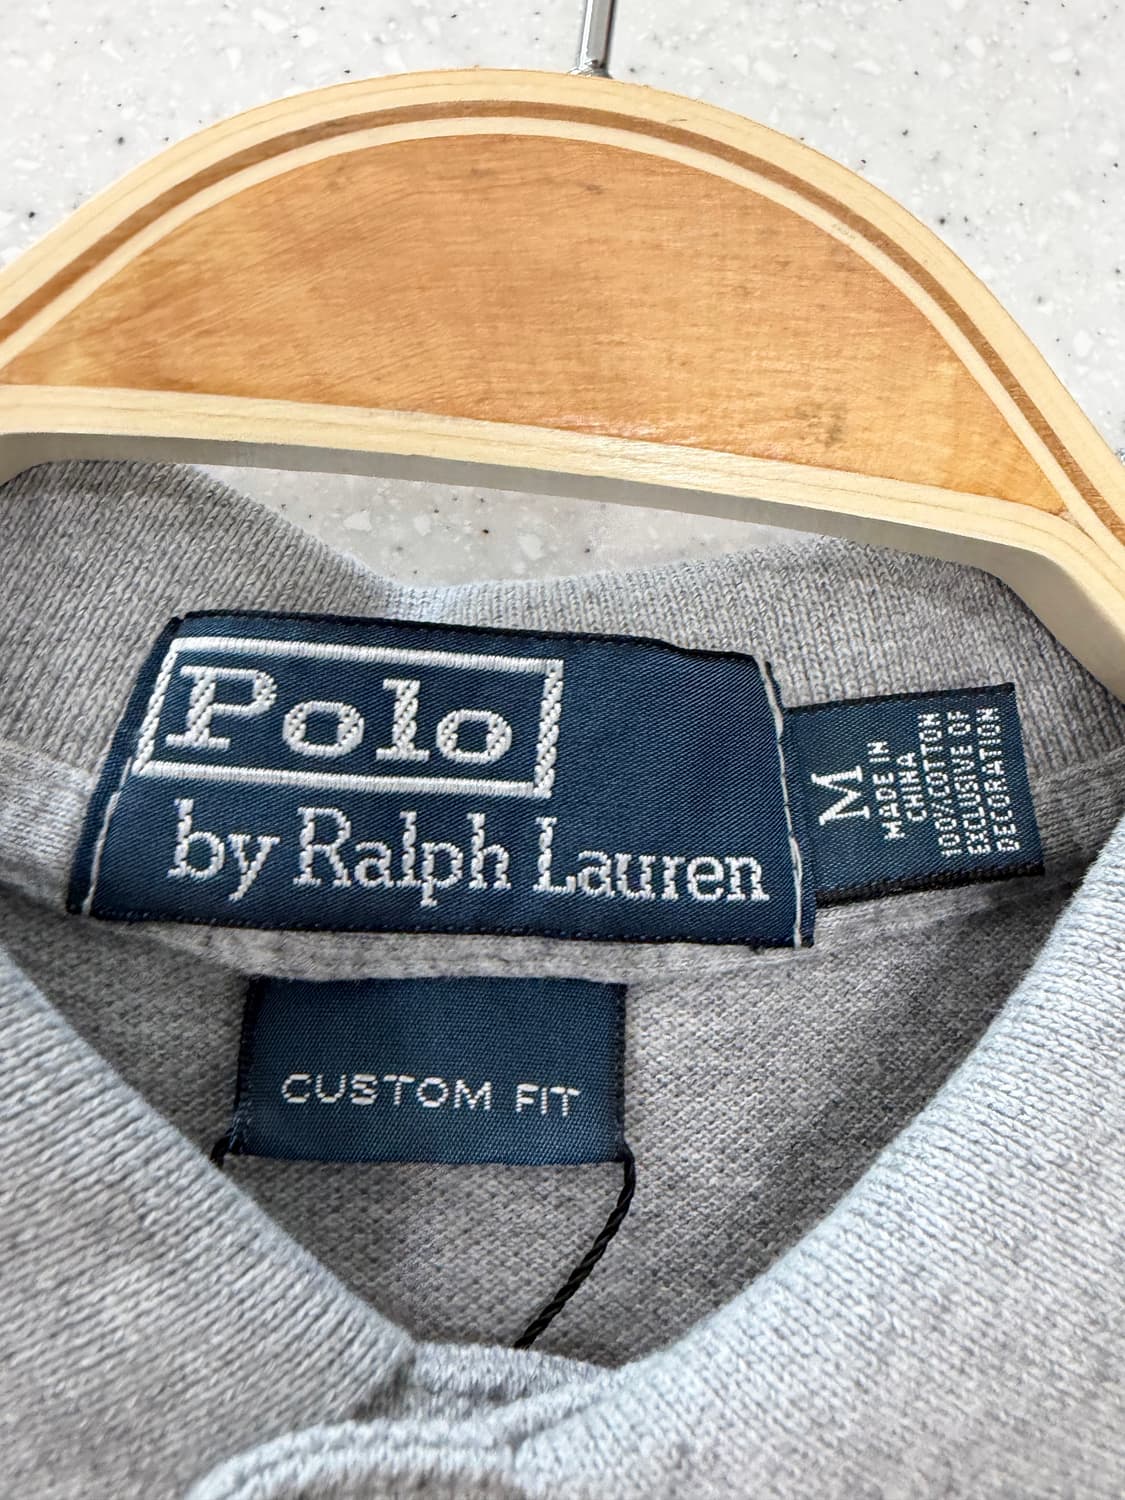 Polo
by Ralph Lauren
M
MADE IN
CHINA
100% COTTON
EXCLUSIVE OF
DECORATION
CUSTOM FIT